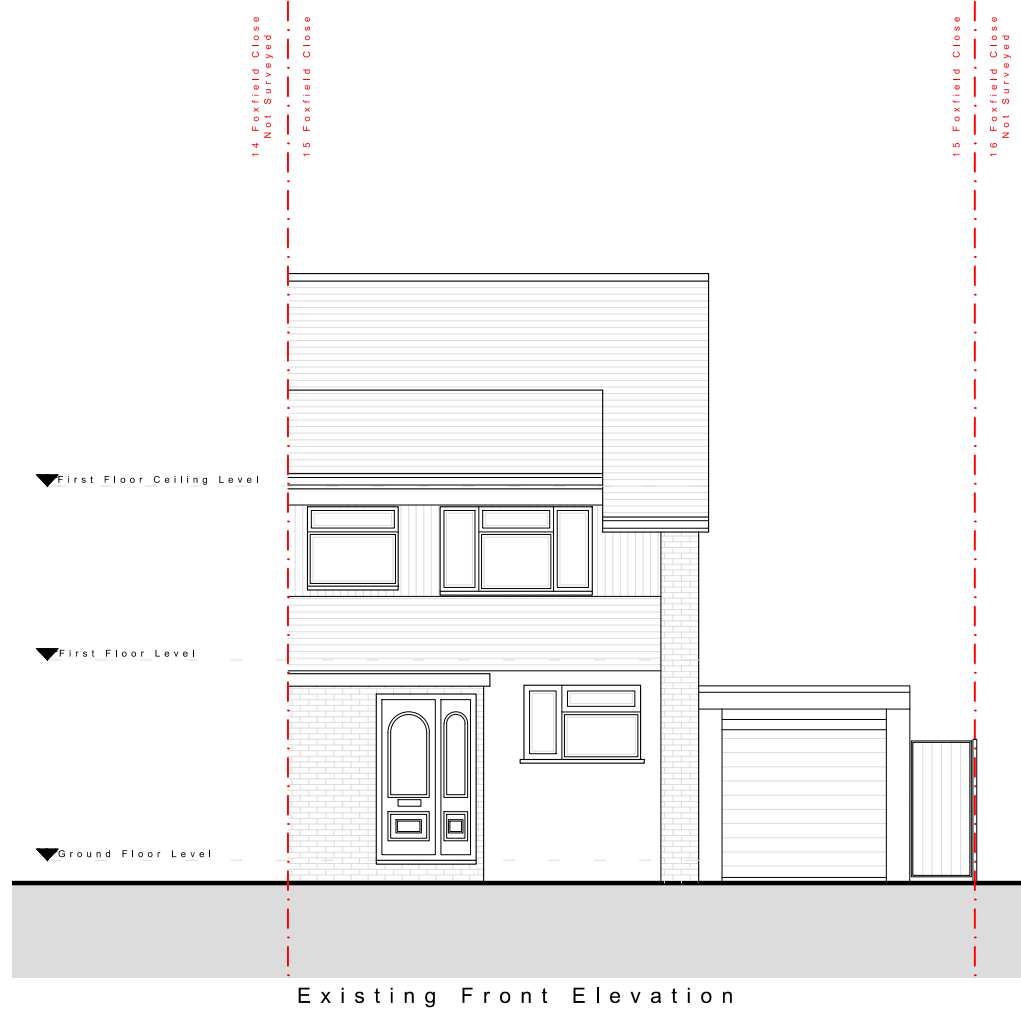 14 Foxfield Close
Not Surveyed
15 Foxfield Close
15 Foxfield Close
16 Foxfield Close
Not Surveyed
First Floor Ceiling Level
First Floor Level
Ground Floor Level
Existing Front Elevation